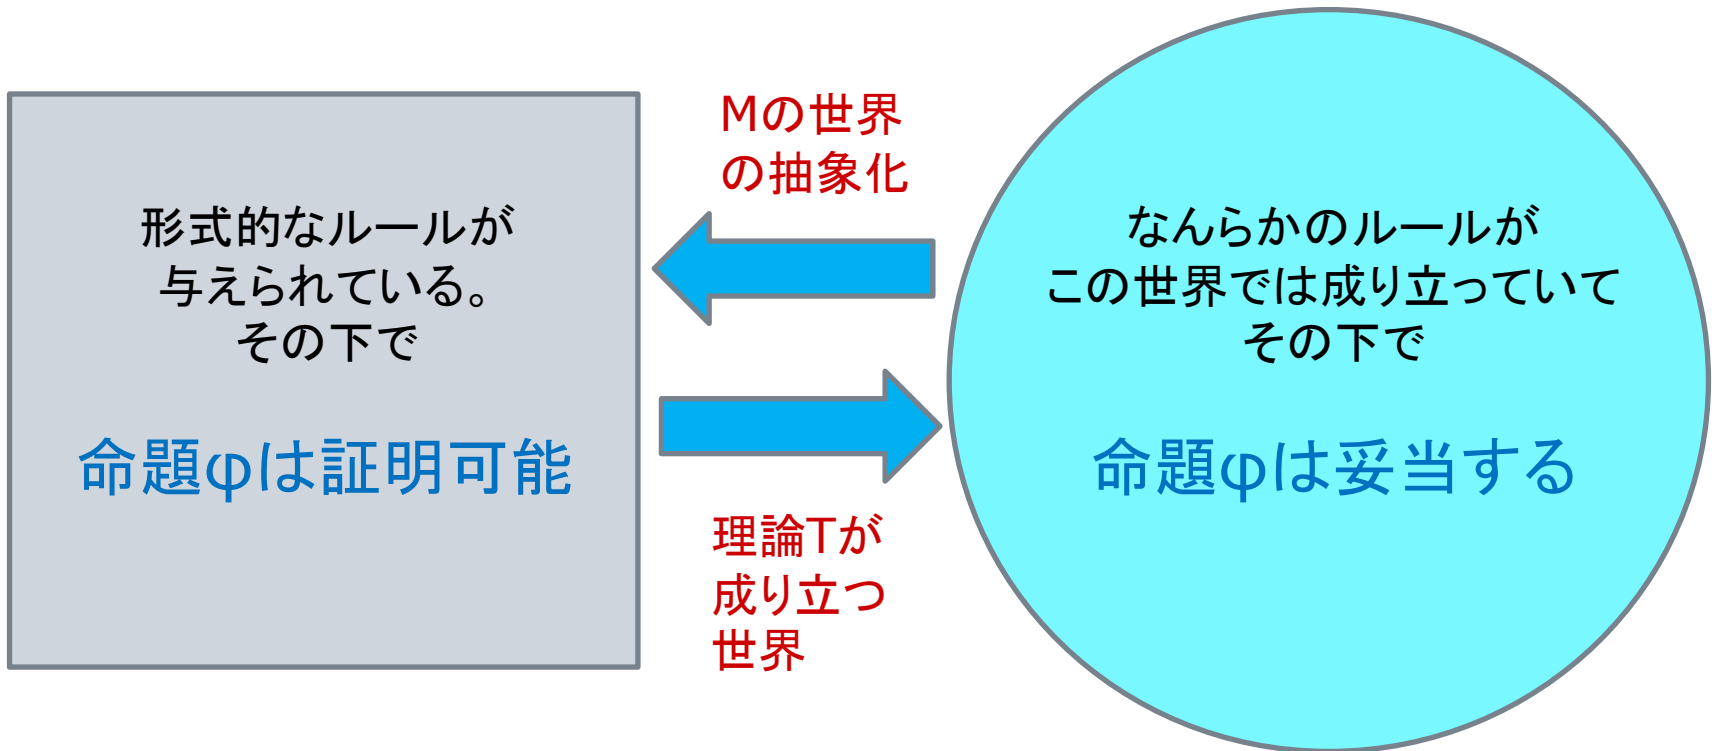 形式的なルールが
与えられている。
その下で
命題φは証明可能
Mの世界
の抽象化
理論Tが
成り立つ
世界
なんらかのルールが
この世界では成り立っていて
その下で
命題φは妥当する